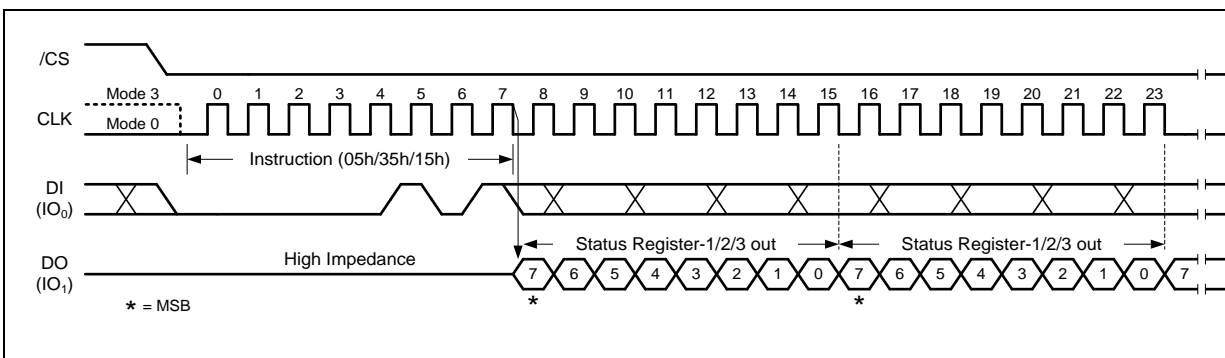 /CS
Mode 3
0 1 2 3 4 5 6 7 8 9 10 11 12 13 14 15 16 17 18 19 20 21 22 23
CLK
Mode 0
Instruction (05h/35h/15h)
DI
(IO0)
Status Register-1/2/3 out Status Register-1/2/3 out
High Impedance
DO
(IO1)
7 6 5 4 3 2 1 0 7 6 5 4 3 2 1 0 7
* *
* = MSB